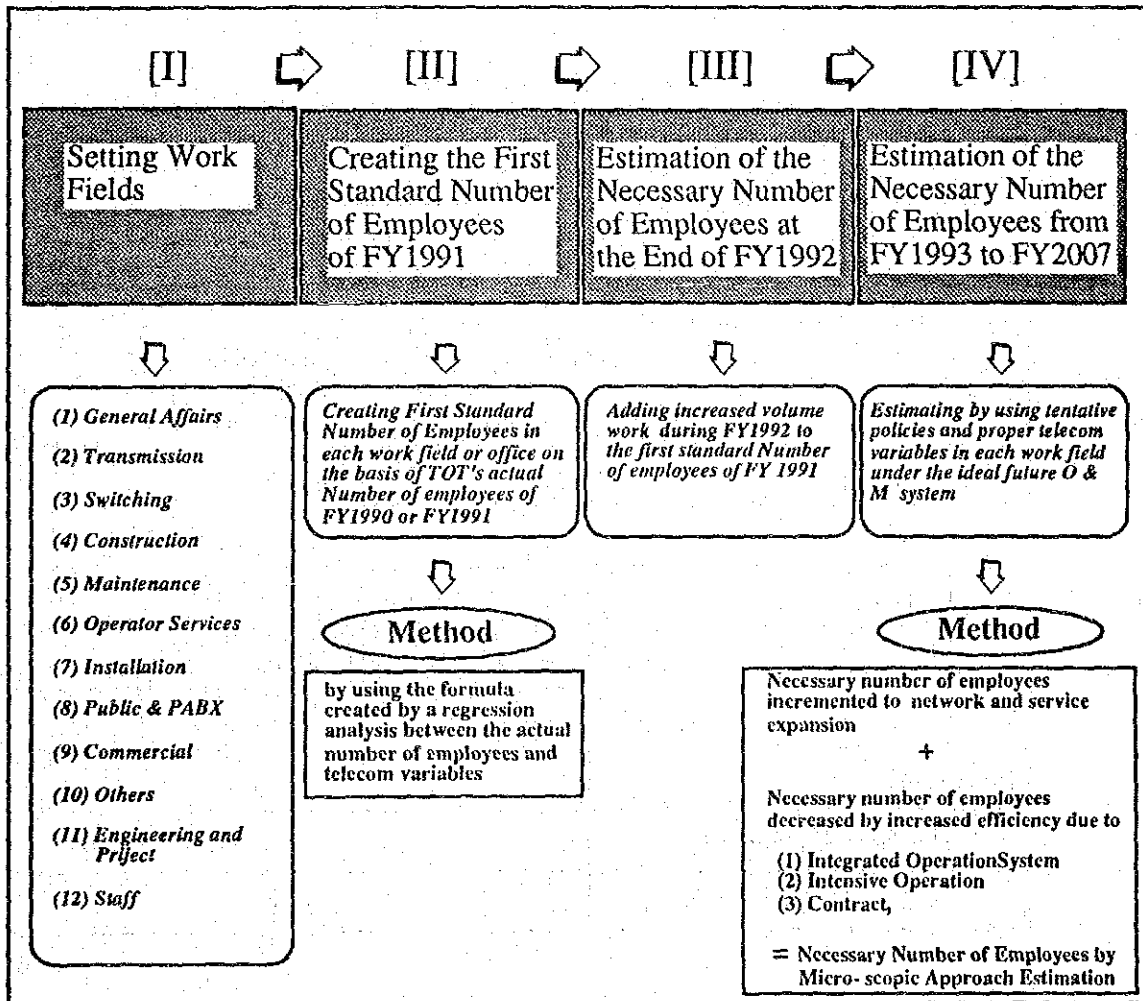 [I]
[II]
[III]
[IV]
Setting Work
Fields
Creating the First
Standard Number
of Employees
of FY1991
Estimation of the
Necessary Number
of Employees at
the End of FY1992
Estimation of the
Necessary Number
of Employees from
FY1993 to FY2007
(1) General Affairs
(2) Transmission
(3) Switching
(4) Construction
(5) Maintenance
(6) Operator Services
(7) Installation
(8) Public & PABX
(9) Commercial
(10) Others
(11) Engineering and
Priject
(12) Staff
Creating First Standard
Number of Employees in
each work field or office on
the basis of TOT's actual
Number of employees of
FY1990 or FY1991
Method
by using the formula
created by a regression
analysis between the actual
number of employees and
telecom variables
Adding increased volume
work during FY1992 to
the first standard Number
of employees of FY 1991
Estimating by using tentative
policies and proper telecom
variables in each work field
under the ideal future O &
M system
Method
Necessary number of employees
incremented to network and service
expansion
+
Necessary number of employees
decreased by increased efficiency due to
(1) Integrated OperationSystem
(2) Intensive Operation
(3) Contract,
= Necessary Number of Employees by
Micro- scopic Approach Estimation